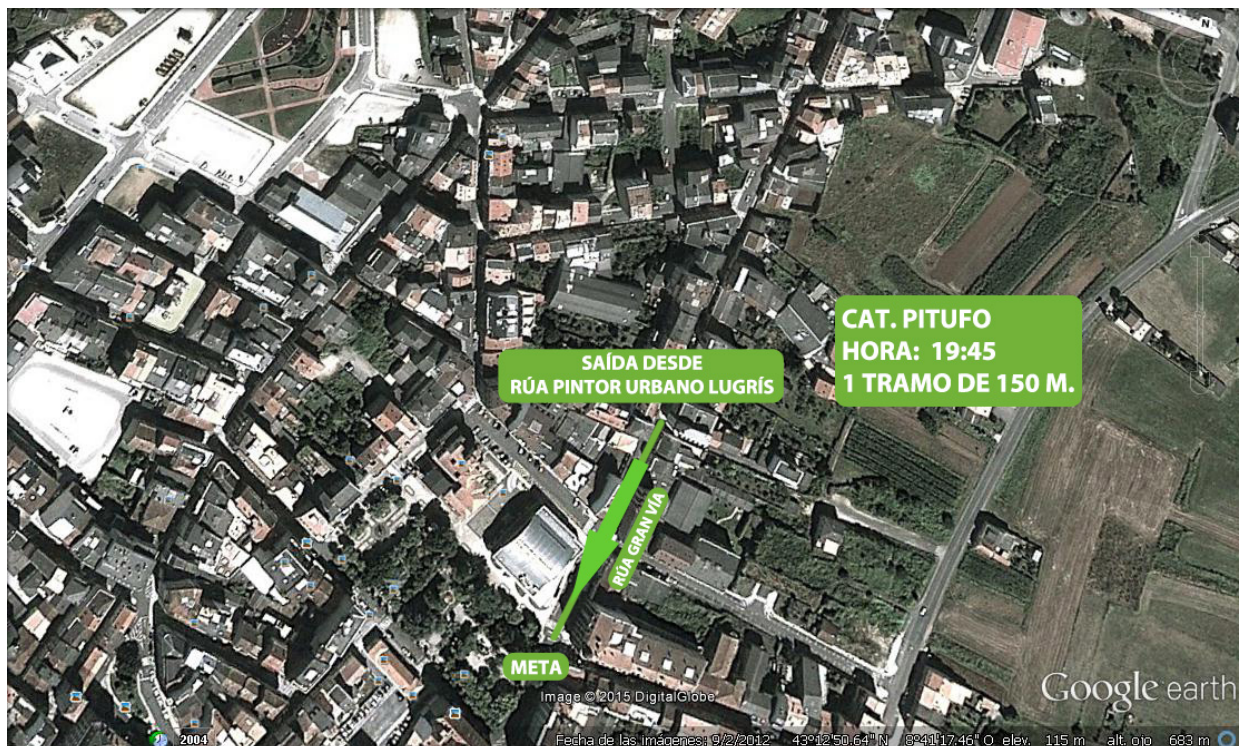 N
SAÍDA DESDE
RÚA PINTOR URBANO LUGRÍS
CAT. PITUFO
HORA: 19:45
1 TRAMO DE 150 M.
RÚA GRAN VÍA
META
Image © 2015 DigitalGlobe
Google earth
2004
Fecha de las imágenes: 9/2/2012 43°12'50.64" N 8°41'17.46" O elev. 115 m alt. ojo 683 m